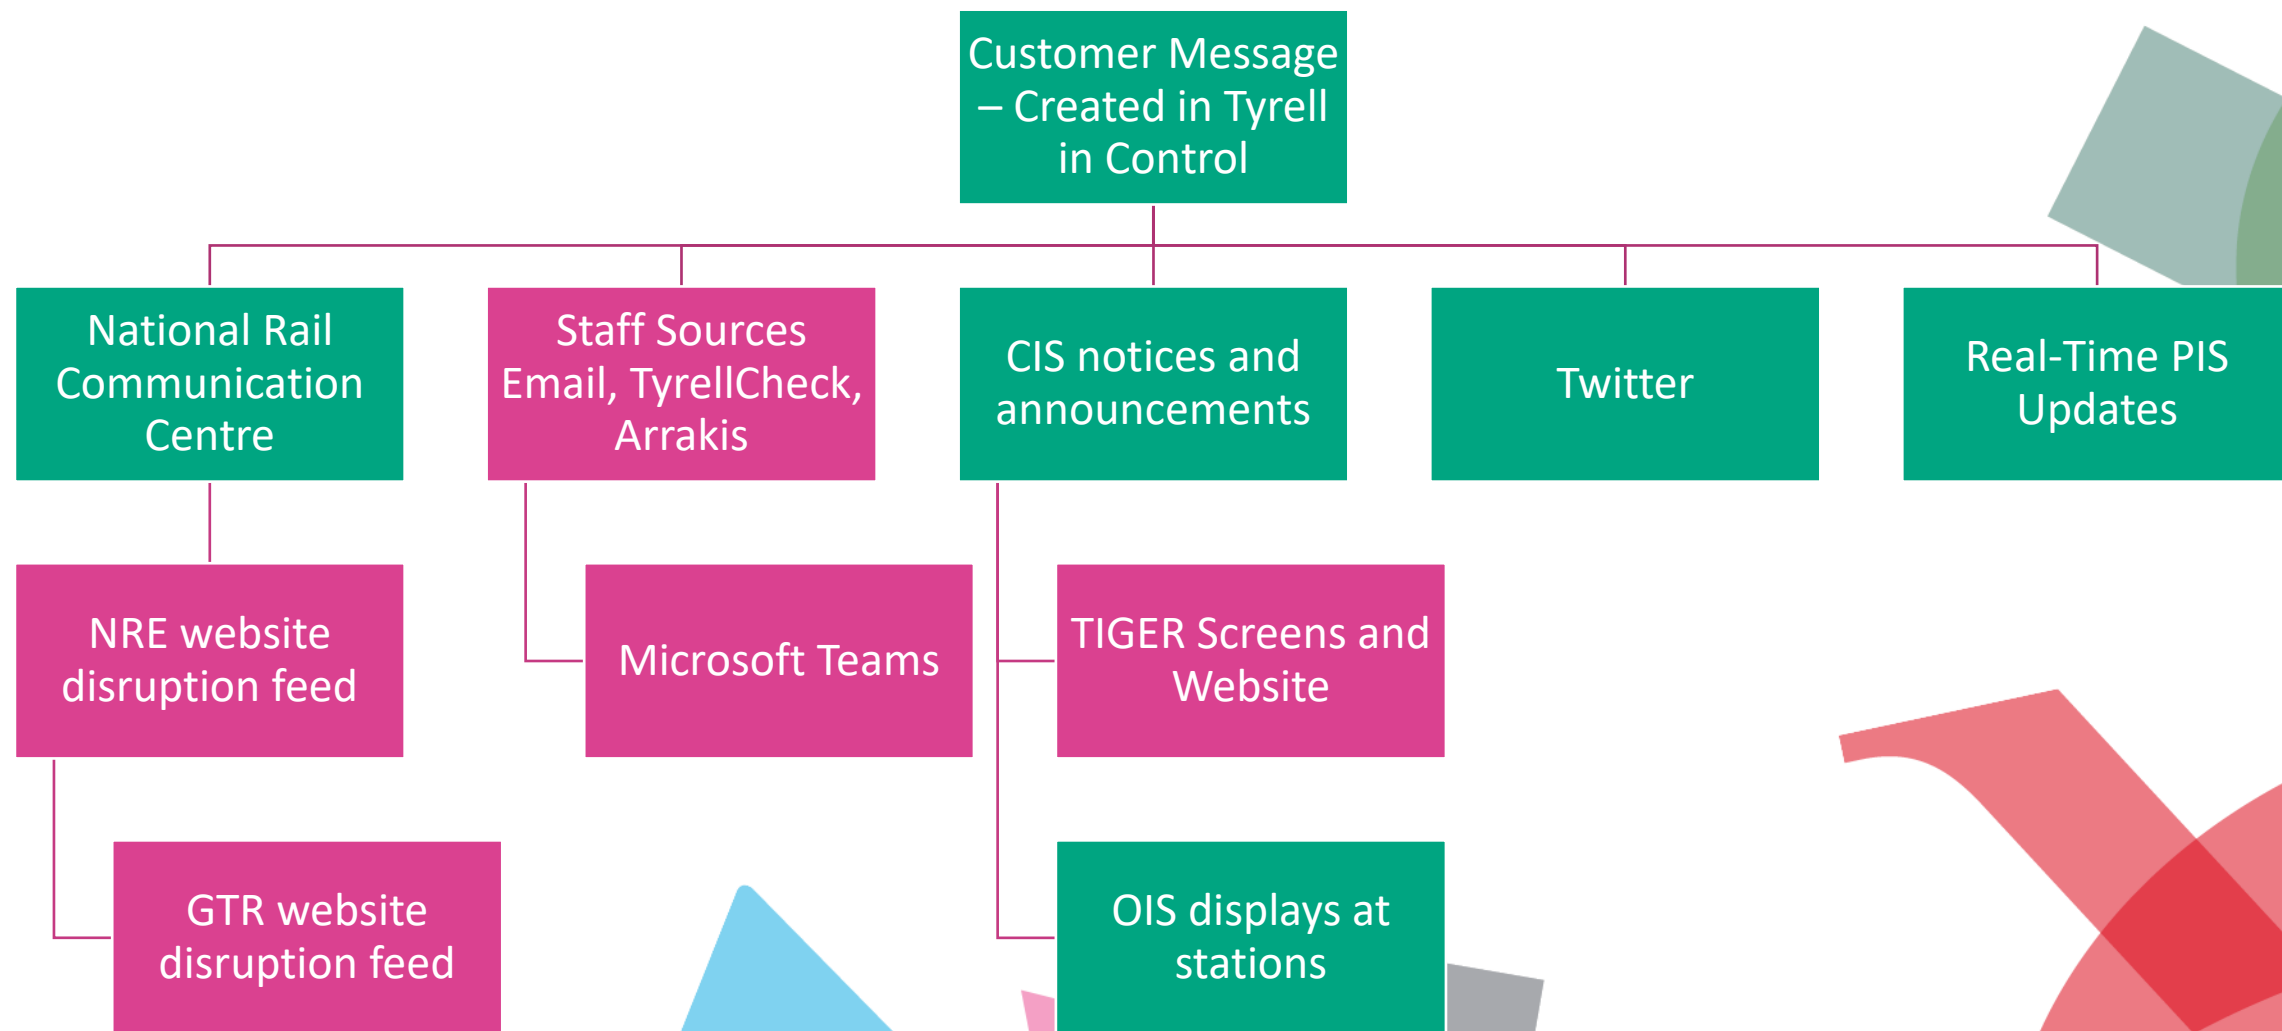 Customer Message
– Created in Tyrell
in Control
National Rail
Communication
Centre
Staff Sources
Email, TyrellCheck,
Arrakis
CIS notices and
announcements
Twitter
Real-Time PIS
Updates
NRE website
disruption feed
Microsoft Teams
TIGER Screens and
Website
GTR website
disruption feed
OIS displays at
stations